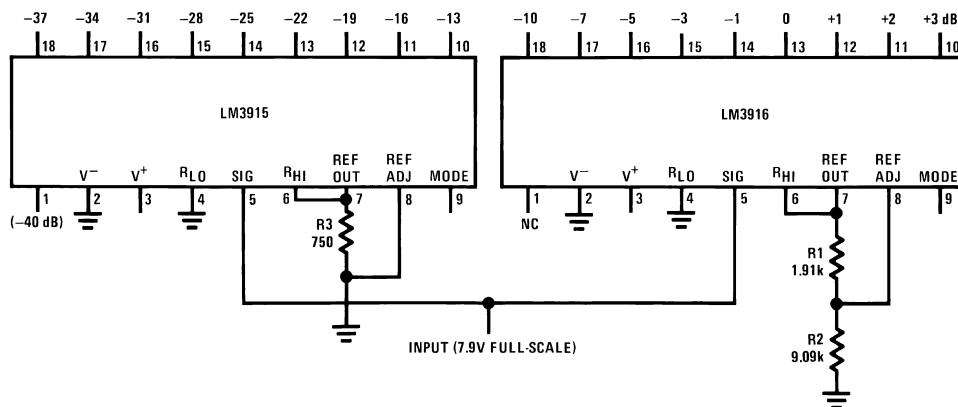 -37 -34 -31 -28 -25 -22 -19 -16 -13 -10 -7 -5 -3 -1 0 +1 +2 +3 dB
18 17 16 15 14 13 12 11 10 18 17 16 15 14 13 12 11 10
LM3915 LM3916
V− V+ RLO SIG RHI REF OUT REF ADJ MODE V− V+ RLO SIG RHI REF OUT REF ADJ MODE
1 2 3 4 5 6 7 8 9 1 2 3 4 5 6 7 8 9
(−40 dB) NC
R3
750
R1
1.91k
R2
9.09k
INPUT (7.9V FULL-SCALE)